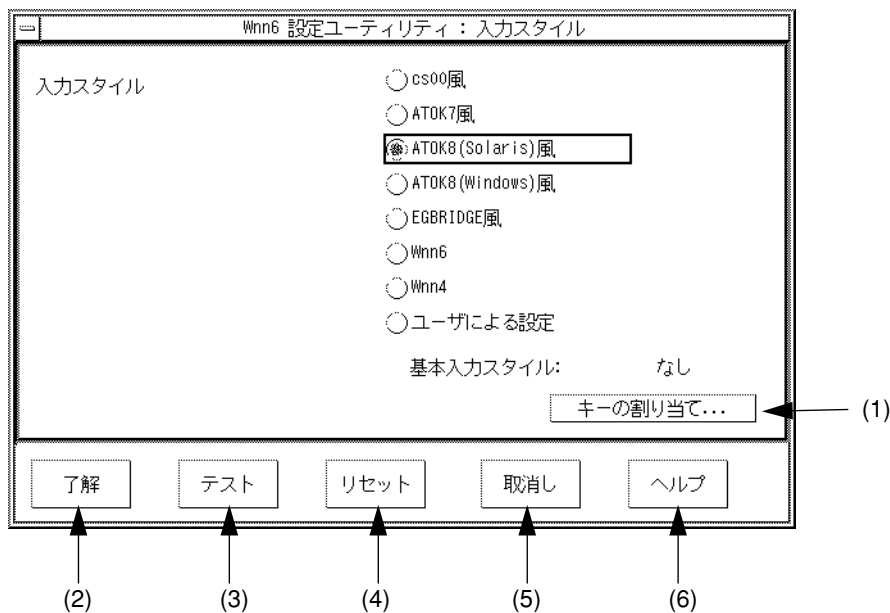 Wnn6 設定ユーティリティ : 入力スタイル
入力スタイル
cs00風
ATOK7風
ATOK8(Solaris)風
ATOK8(Windows)風
EGBRIDGE風
Wnn6
Wnn4
ユーザによる設定
基本入力スタイル: なし
キーの割り当て... (1)
了解 テスト リセット 取消し ヘルプ
(2) (3) (4) (5) (6)